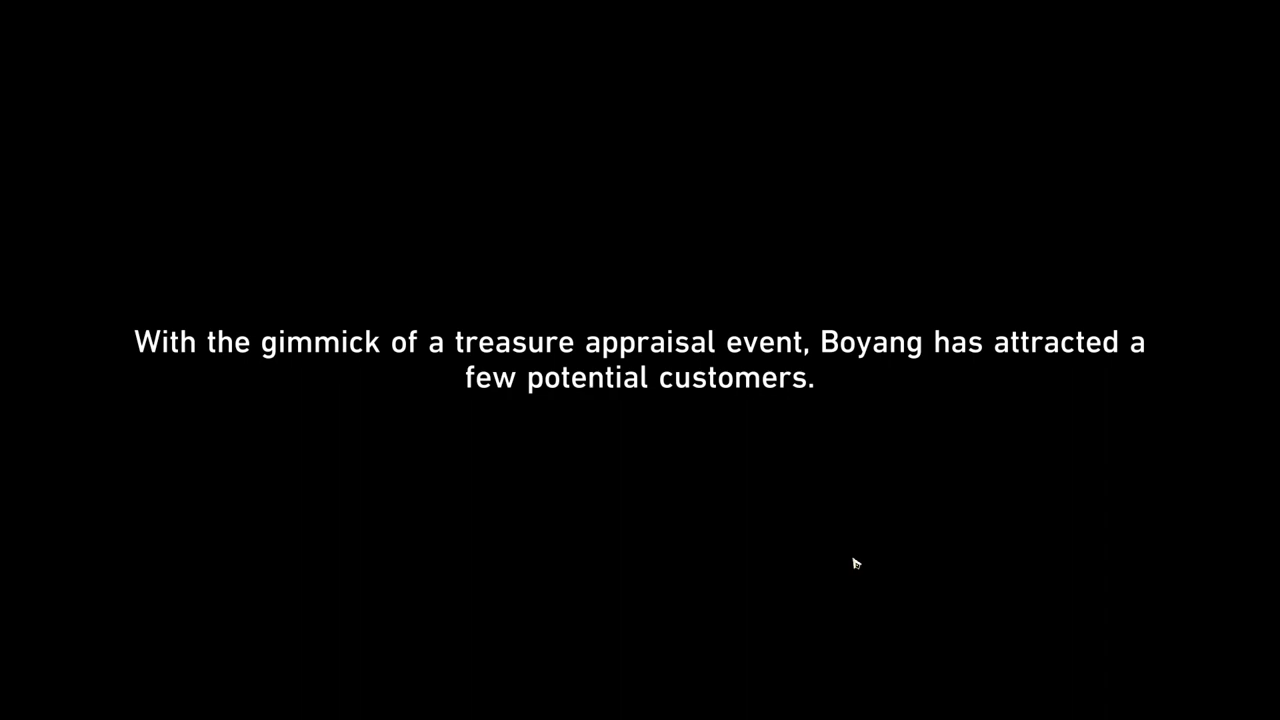 With the gimmick of a treasure appraisal event, Boyang has attracted a
few potential customers.